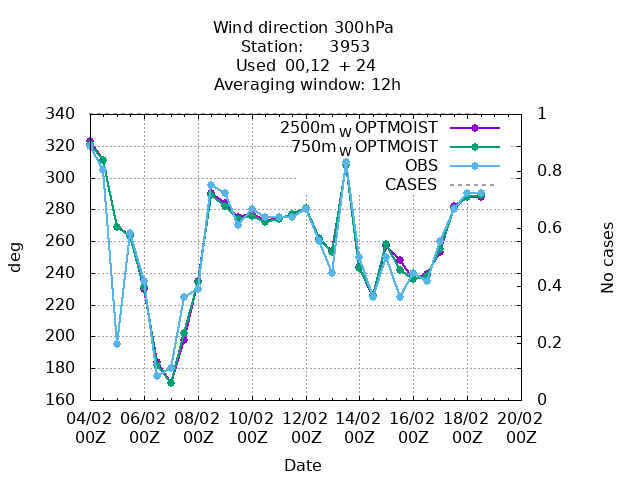 Wind direction 300hPa
Station: 3953
Used 00,12 + 24
Averaging window: 12h
340 320 300 280 260 240 220 200 180 160
deg
1 0.8 0.6 0.4 0.2 0
No cases
2500m W OPTMOIST
750m W OPTMOIST
OBS
CASES
04/02 06/02 08/02 10/02 12/02 14/02 16/02 18/02 20/02
00Z 00Z 00Z 00Z 00Z 00Z 00Z 00Z 00Z
Date